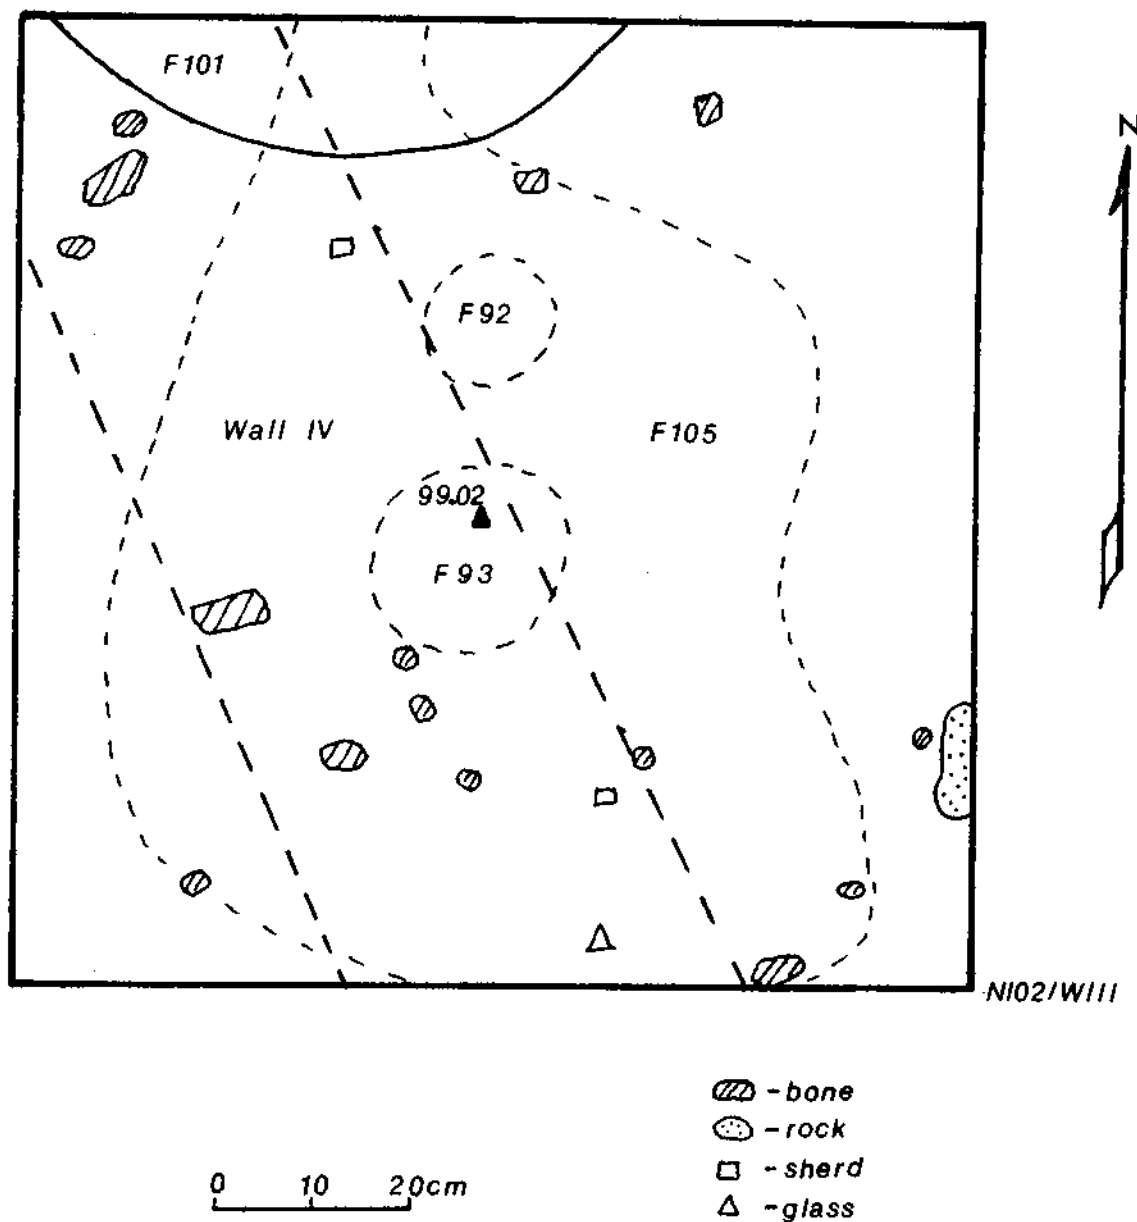 F101
N
F92
Wall IV
F105
99.02
F93
N102/W111
-bone
-rock
-sherd
-glass
0 10 20cm